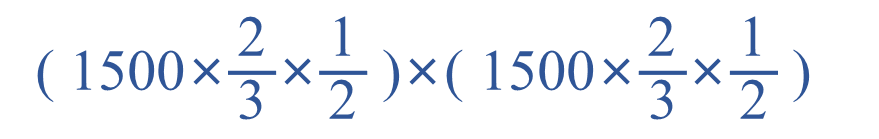 ( 1500 × 2/3 × 1/2 ) × ( 1500 × 2/3 × 1/2 )